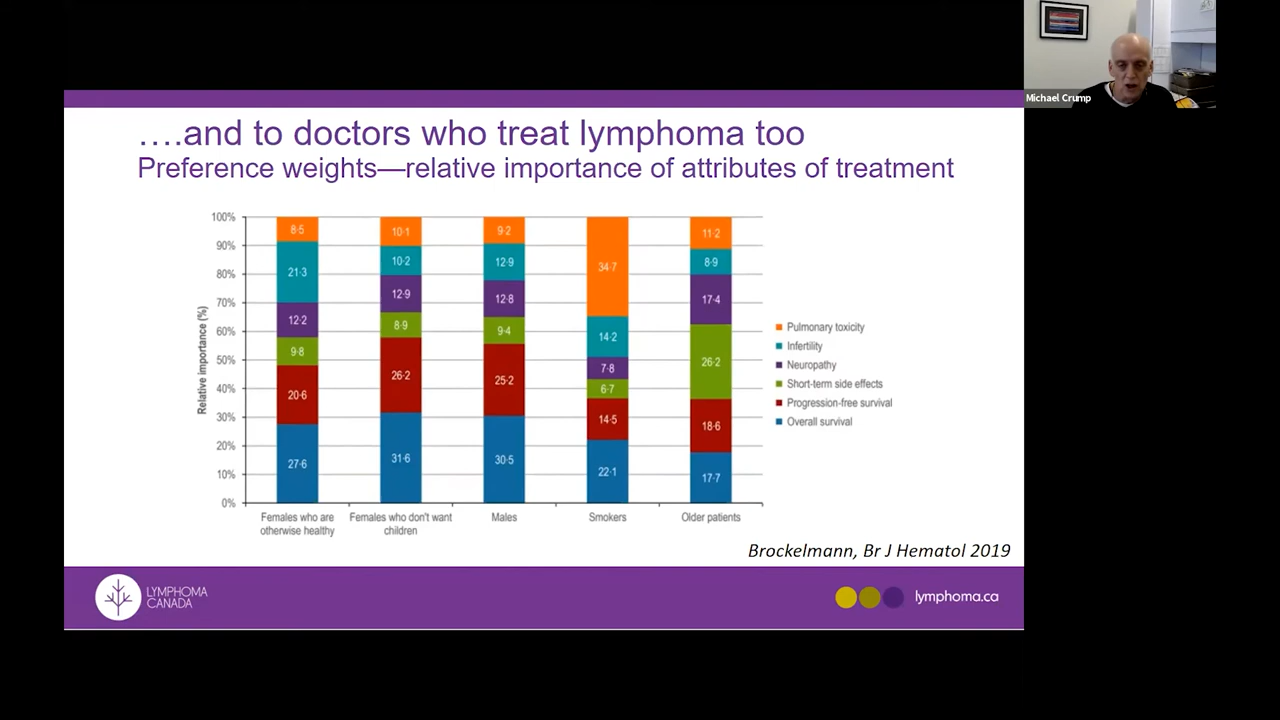 Michael Crump
….and to doctors who treat lymphoma too
Preference weights—relative importance of attributes of treatment
Relative importance (%)
100%
90%
80%
70%
60%
50%
40%
30%
20%
10%
0%
8·5
21·3
12·2
9·8
20·6
27·6
10·1
10·2
12·9
8·9
26·2
31·6
9·2
12·9
12·8
9·4
25·2
30·5
34·7
14·2
7·8
6·7
14·5
22·1
11·2
8·9
17·4
26·2
18·6
17·7
Females who are
otherwise healthy
Females who don't want
children
Males
Smokers
Older patients
Pulmonary toxicity
Infertility
Neuropathy
Short-term side effects
Progression-free survival
Overall survival
Brockelmann, Br J Hematol 2019
LYMPHOMA
CANADA
lymphoma.ca